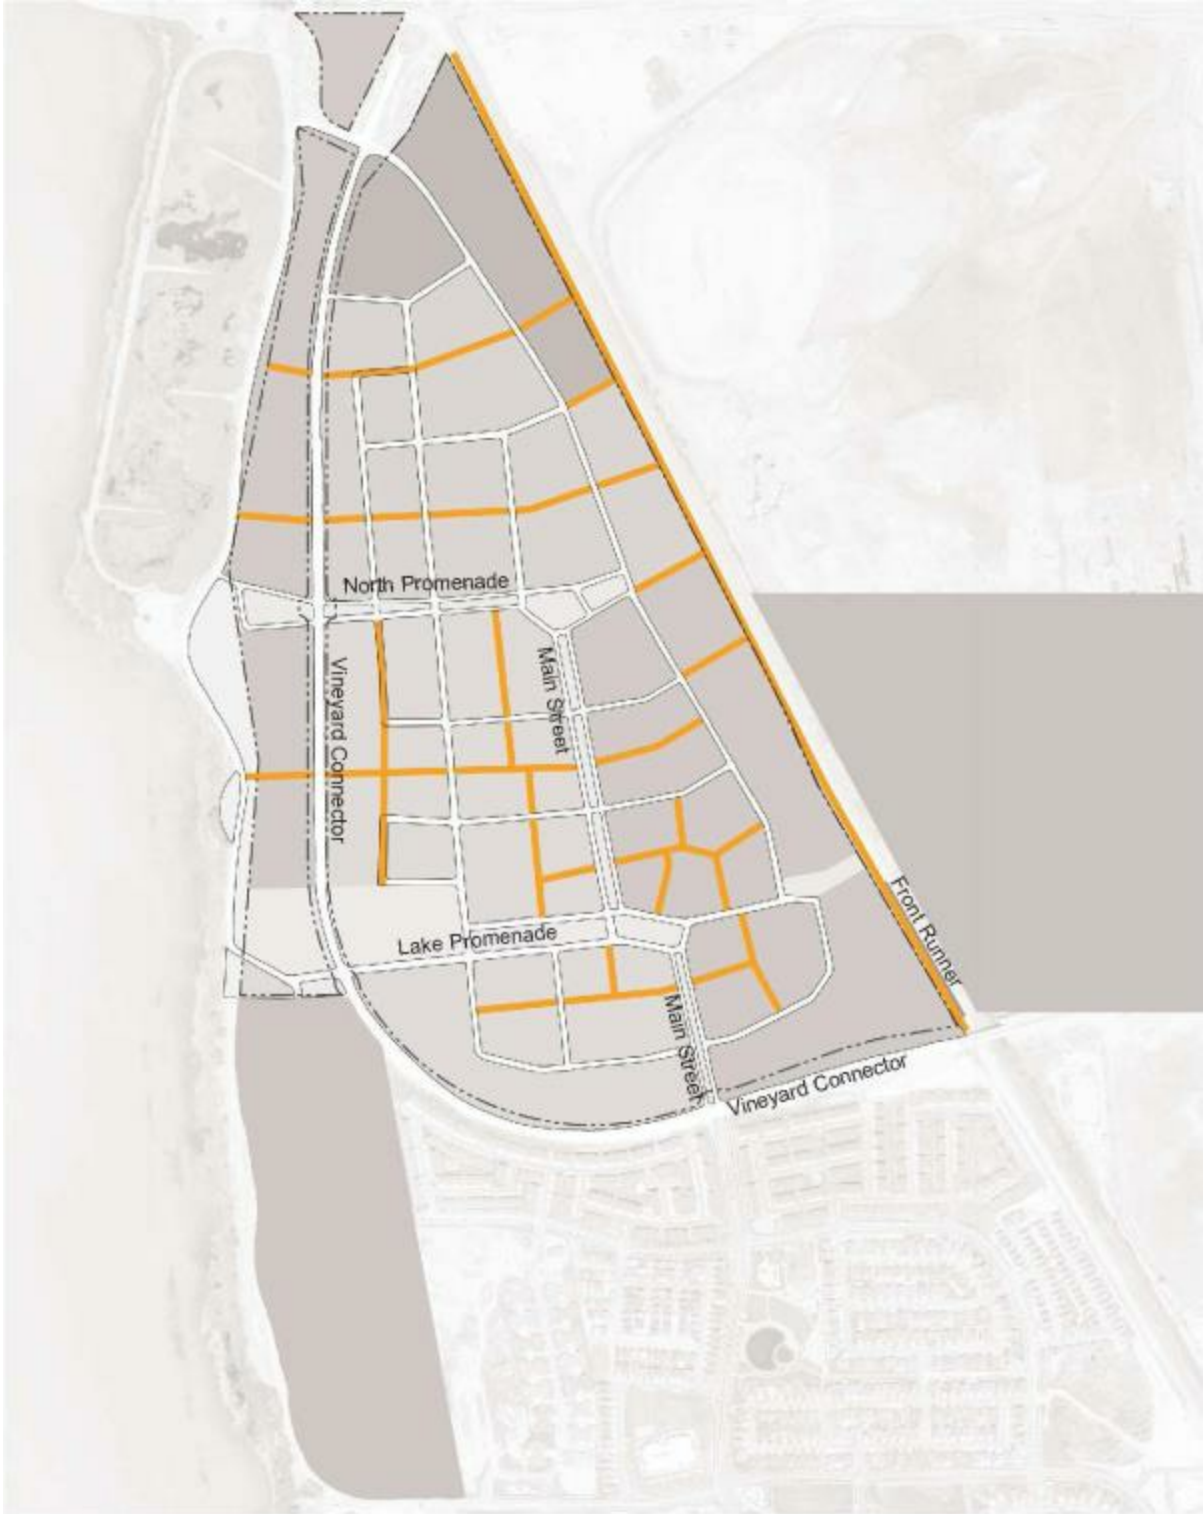 North Promenade
Main Street
Vineyard Connector
Front Runner
Lake Promenade
Main Street
Vineyard Connector